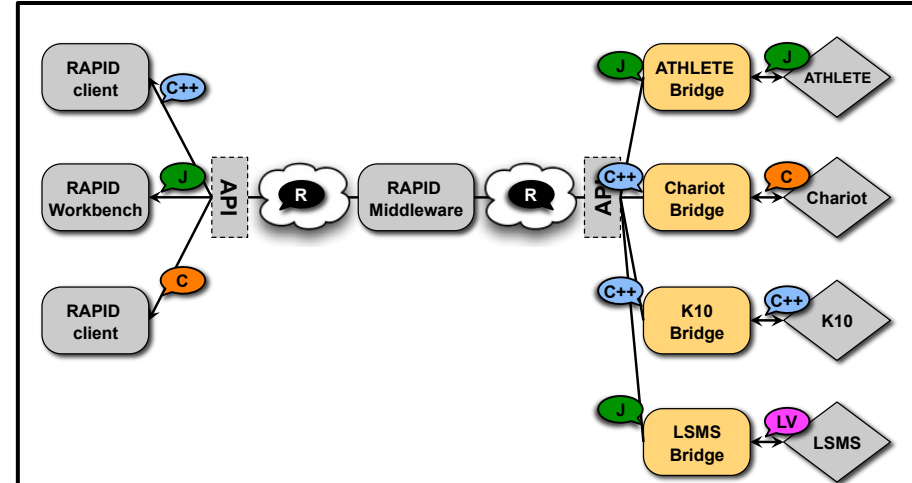 RAPID
client
C++
RAPID
Workbench
J
RAPID
client
C
API
R
RAPID
Middleware
R
API
J
ATHLETE
Bridge
J
ATHLETE
C++
Chariot
Bridge
C
Chariot
C++
K10
Bridge
C++
K10
J
LSMS
Bridge
LV
LSMS